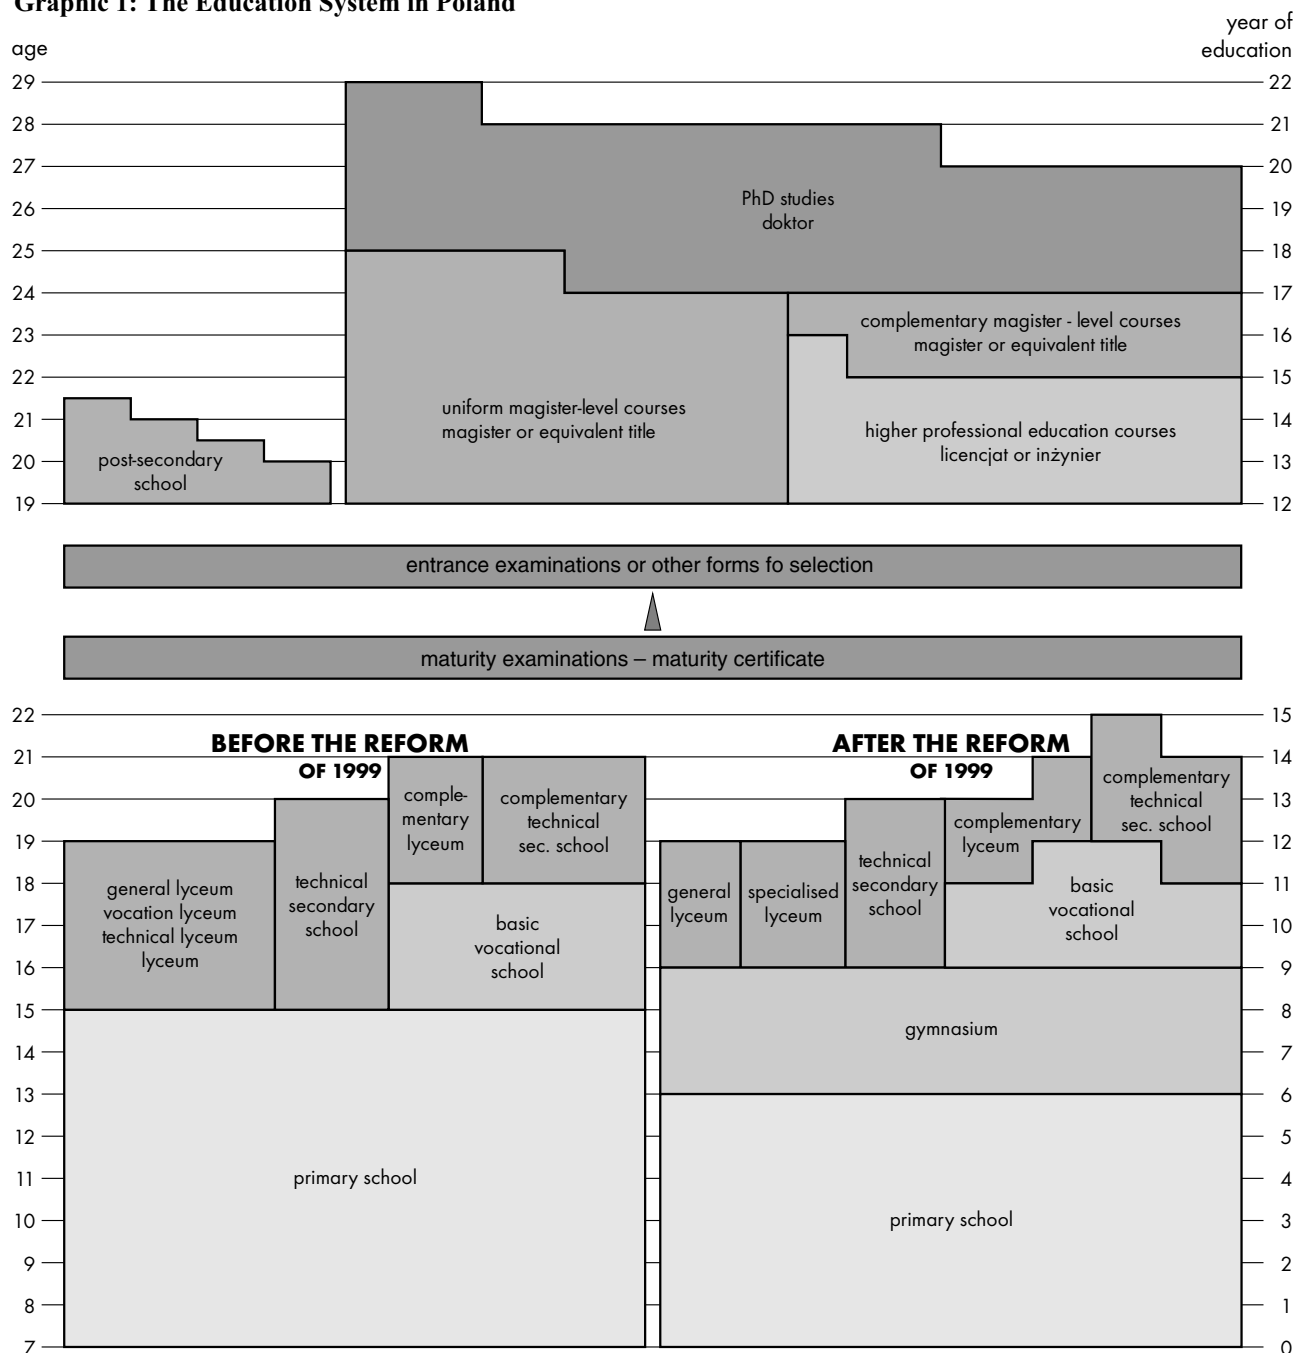 Graphic 1: The Education System in Poland
age
year of
education
29
22
28
21
27
20
26
19
25
18
24
17
23
16
22
15
21
14
20
13
19
12
PhD studies
doktor
complementary magister - level courses
magister or equivalent title
uniform magister-level courses
magister or equivalent title
higher professional education courses
licencjat or inżynier
post-secondary
school
entrance examinations or other forms fo selection
maturity examinations – maturity certificate
22
15
21
14
20
13
19
12
18
11
17
10
16
9
15
8
14
7
13
6
12
5
11
4
10
3
9
2
8
1
7
0
BEFORE THE REFORM
OF 1999
comple-
mentary
lyceum
complementary
technical
sec. school
general lyceum
vocation lyceum
technical lyceum
lyceum
technical
secondary
school
basic
vocational
school
primary school
AFTER THE REFORM
OF 1999
complementary
technical
sec. school
complementary
lyceum
general
lyceum
specialised
lyceum
technical
secondary
school
basic
vocational
school
gymnasium
primary school